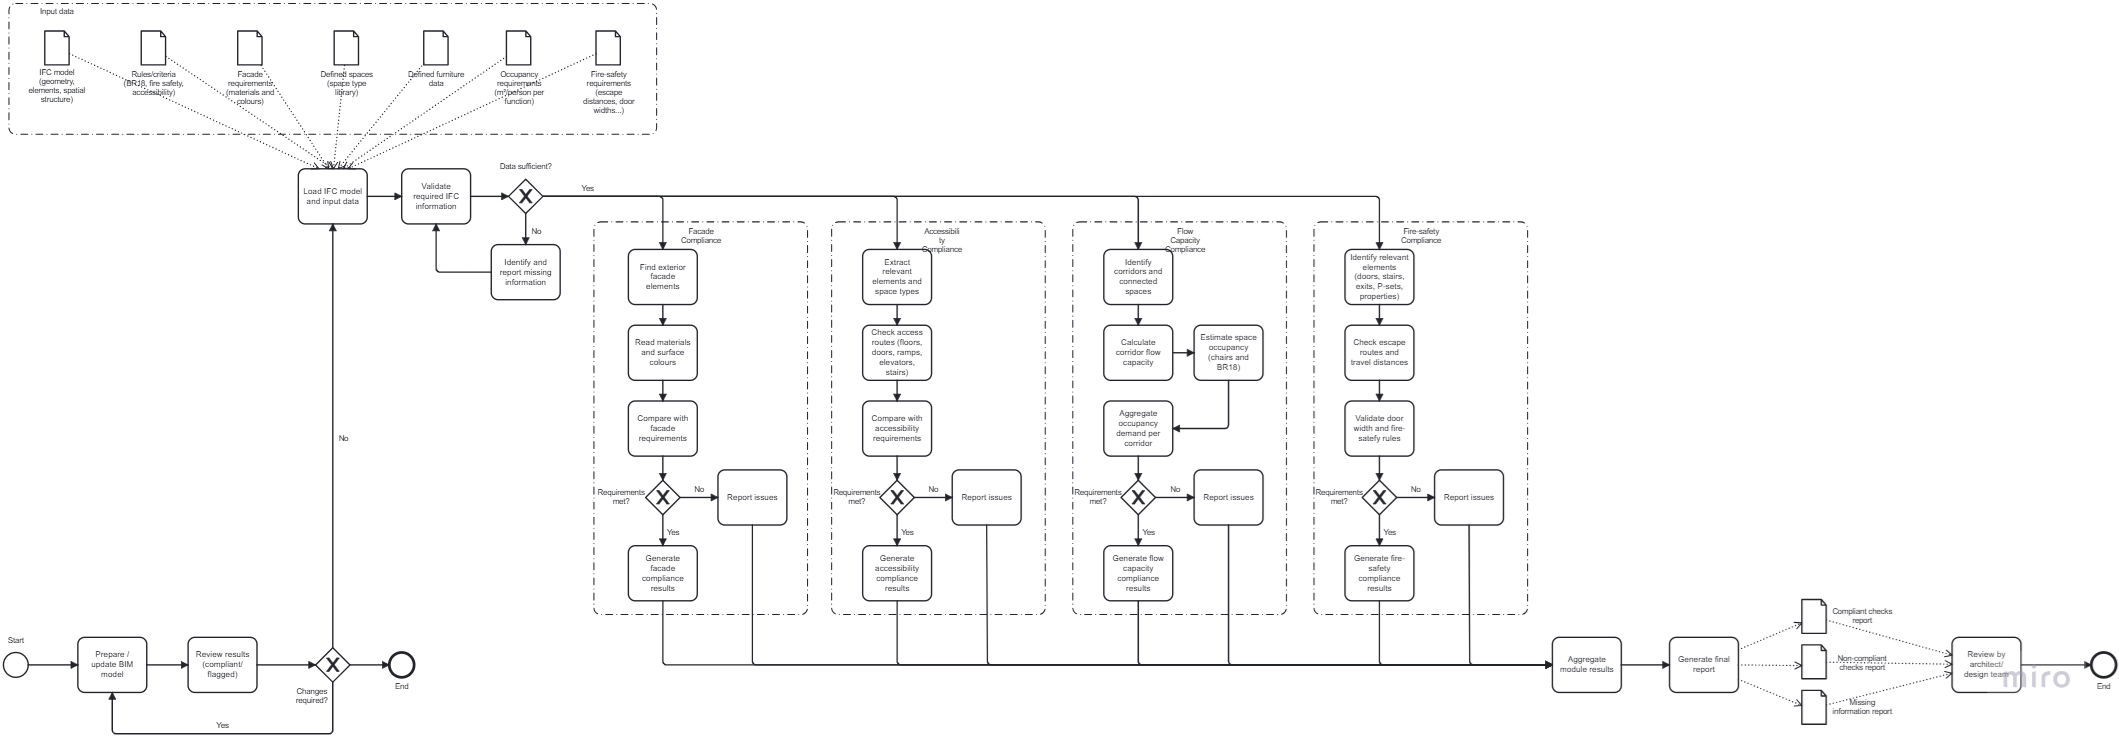 Input data
IFC model
(geometry,
elements, spatial
structure)
Rules/criteria
(BR18, fire safety,
accessibility)
Facade
requirements
(materials and
colours)
Defined spaces
(space type
library)
Defined furniture
data
Occupancy
requirements
(m²/person per
function)
Fire-safety
requirements
(escape
distances, door
widths...)
Load IFC model
and input data
Validate
required IFC
information
Data sufficient?
Yes
No
Identify and
report missing
information
Facade
Compliance
Find exterior
facade
elements
Read materials
and surface
colours
Compare with
facade
requirements
Requirements
met?
No
Report issues
Yes
Generate
facade
compliance
results
Accessibili
ty
Compliance
Extract
relevant
elements and
space types
Check access
routes (floors,
doors, ramps,
elevators,
stairs)
Compare with
accessibility
requirements
Requirements
met?
No
Report issues
Yes
Generate
accessibility
compliance
results
Flow
Capacity
Compliance
Identify
corridors and
connected
spaces
Calculate
corridor flow
capacity
Estimate space
occupancy
(chairs and
BR18)
Aggregate
occupancy
demand per
corridor
Requirements
met?
No
Report issues
Yes
Generate flow
capacity
compliance
results
Fire-safety
Compliance
Identify relevant
elements
(doors, stairs,
exits, P-sets,
properties)
Check escape
routes and
travel distances
Validate door
width and fire-
satefy rules
Requirements
met?
No
Report issues
Yes
Generate fire-
safety
compliance
results
No
Start
Prepare /
update BIM
model
Review results
(compliant/
flagged)
Changes
required?
Yes
End
Aggregate
module results
Generate final
report
Compliant checks
report
Non-compliant
checks report
Missing
information report
Review by
architect/
design team
miro
End